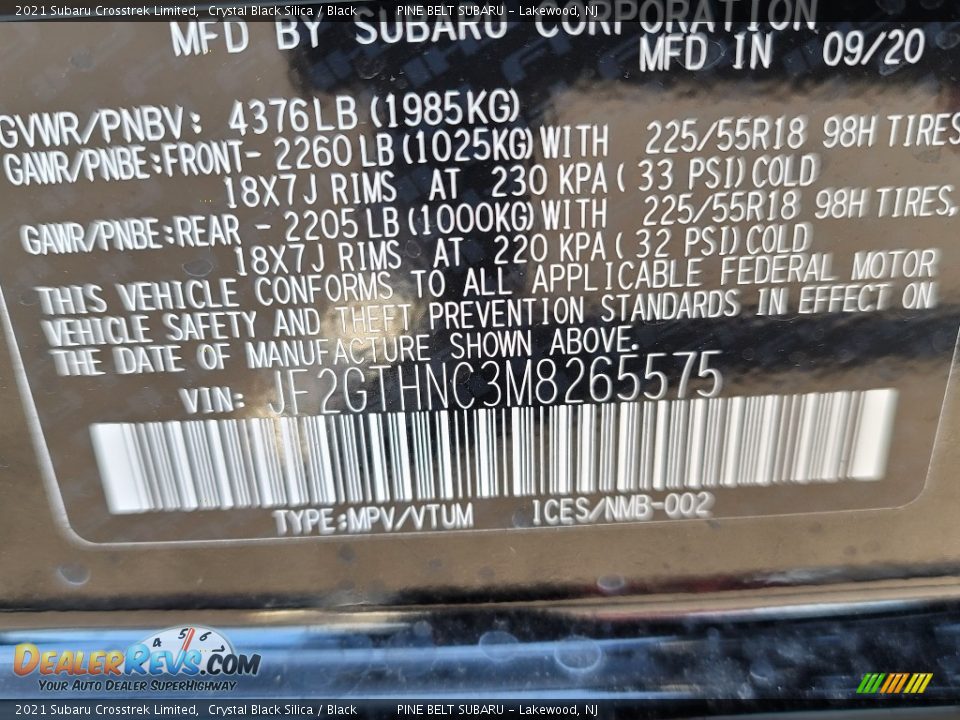 2021 Subaru Crosstrek Limited, Crystal Black Silica / Black PINE BELT SUBARU - Lakewood, NJ
MFD BY SUBARU CORPORATION
MFD IN 09/20
GVWR/PNBV: 4376LB (1985KG)
GAWR/PNBE:FRONT- 2260 LB (1025KG) WITH 225/55R18 98H TIRES
18X7J RIMS AT 230 KPA ( 33 PSI) COLD
GAWR/PNBE:REAR - 2205 LB (1000KG) WITH 225/55R18 98H TIRES,
18X7J RIMS AT 220 KPA ( 32 PSI) COLD
THIS VEHICLE CONFORMS TO ALL APPLICABLE FEDERAL MOTOR
VEHICLE SAFETY AND THEFT PREVENTION STANDARDS IN EFFECT ON
THE DATE OF MANUFACTURE SHOWN ABOVE.
VIN: JF2GTHNC3M8265575
TYPE:MPV/VTUM ICES/NMB-002
4 5 6
DEALERREVS.COM
YOUR AUTO DEALER SUPERHIGHWAY
2021 Subaru Crosstrek Limited, Crystal Black Silica / Black PINE BELT SUBARU - Lakewood, NJ